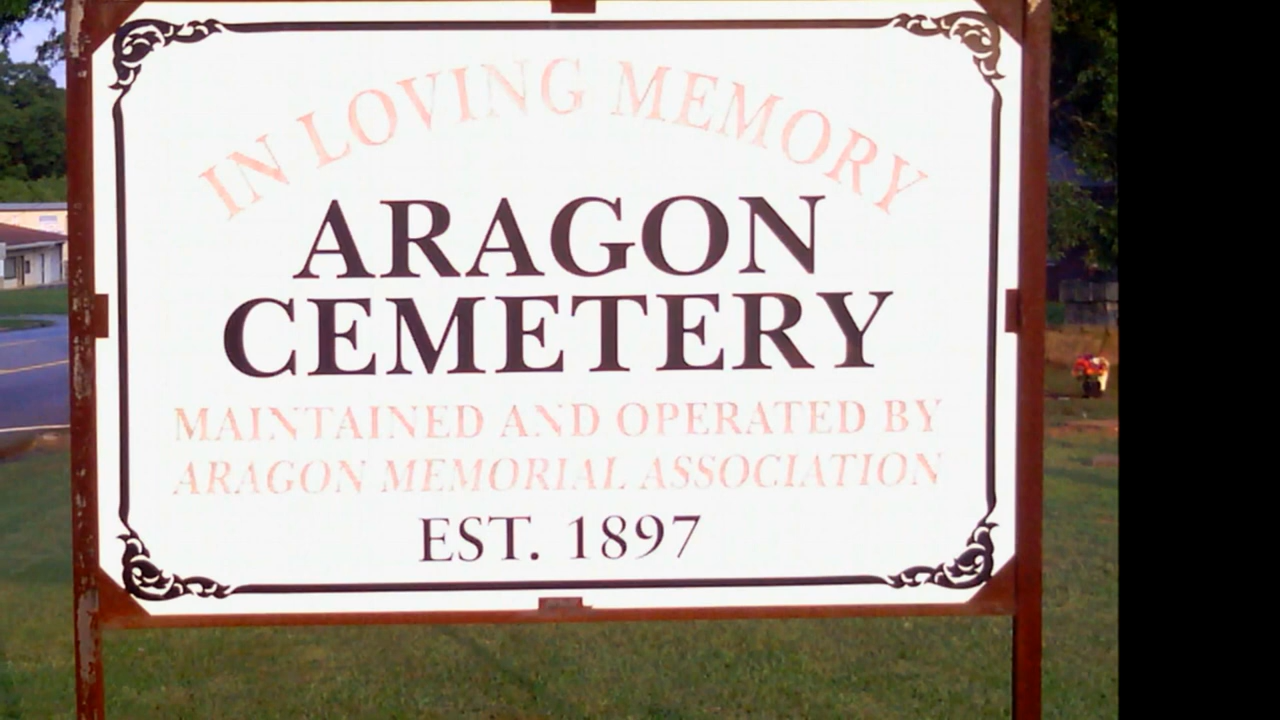 IN LOVING MEMORY
ARAGON
CEMETERY
MAINTAINED AND OPERATED BY
ARAGON MEMORIAL ASSOCIATION
EST. 1897